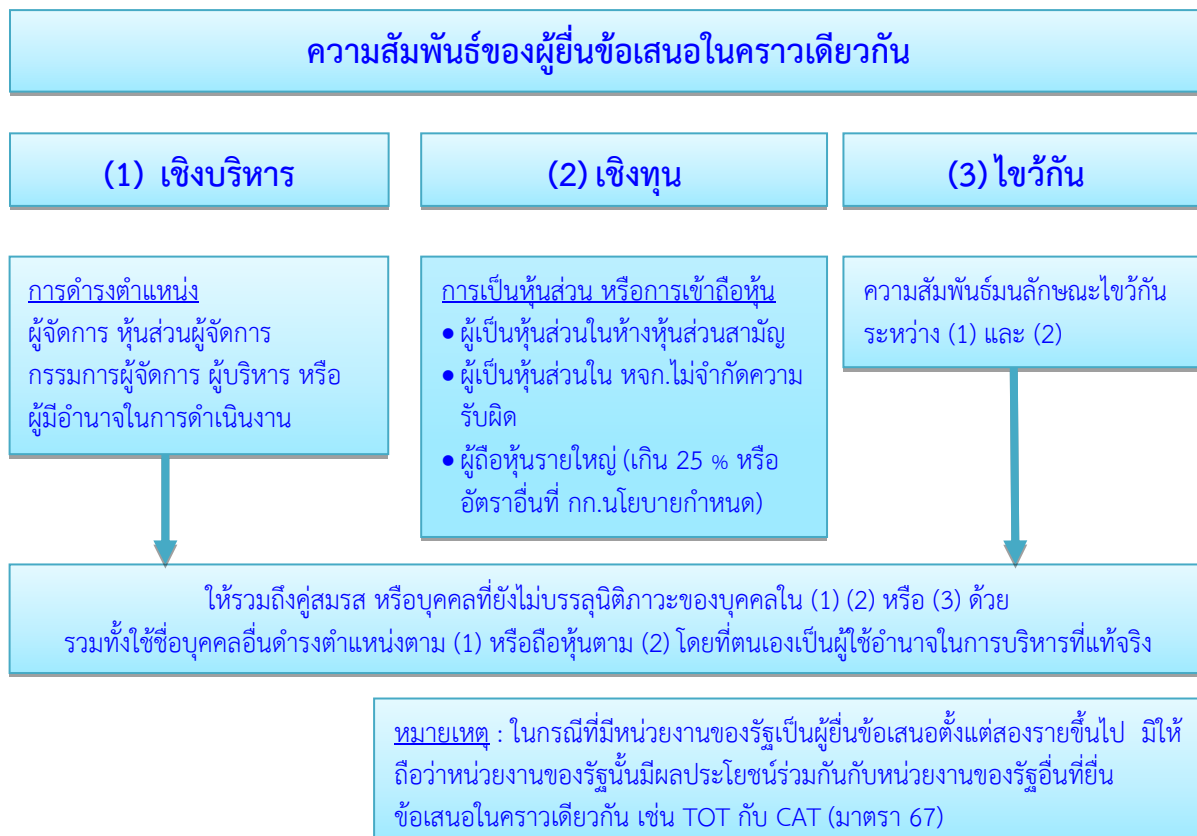 ความสัมพันธ์ของผู้ยื่นข้อเสนอในคราวเดียวกัน
(1) เชิงบริหาร
(2) เชิงทุน
(3) ไขว้กัน
การดำรงตำแหน่ง
ผู้จัดการ หุ้นส่วนผู้จัดการ
กรรมการผู้จัดการ ผู้บริหาร หรือ
ผู้มีอำนาจในการดำเนินงาน
การเป็นหุ้นส่วน หรือการเข้าถือหุ้น
• ผู้เป็นหุ้นส่วนในห้างหุ้นส่วนสามัญ
• ผู้เป็นหุ้นส่วนใน หจก.ไม่จำกัดความ
รับผิด
• ผู้ถือหุ้นรายใหญ่ (เกิน 25 % หรือ
อัตราอื่นที่ กก.นโยบายกำหนด)
ความสัมพันธ์มนลักษณะไขว้กัน
ระหว่าง (1) และ (2)
ให้รวมถึงคู่สมรส หรือบุคคลที่ยังไม่บรรลุนิติภาวะของบุคคลใน (1) (2) หรือ (3) ด้วย
รวมทั้งใช้ชื่อบุคคลอื่นดำรงตำแหน่งตาม (1) หรือถือหุ้นตาม (2) โดยที่ตนเองเป็นผู้ใช้อำนาจในการบริหารที่แท้จริง
หมายเหตุ : ในกรณีที่มีหน่วยงานของรัฐเป็นผู้ยื่นข้อเสนอตั้งแต่สองรายขึ้นไป มิให้
ถือว่าหน่วยงานของรัฐนั้นมีผลประโยชน์ร่วมกันกับหน่วยงานของรัฐอื่นที่ยื่น
ข้อเสนอในคราวเดียวกัน เช่น TOT กับ CAT (มาตรา 67)